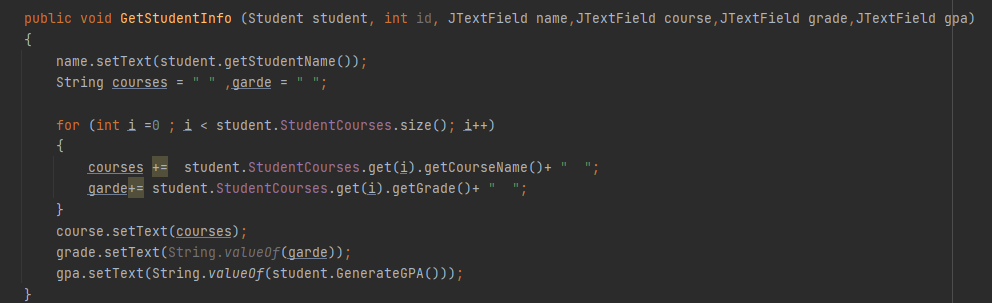 public void GetStudentInfo (Student student, int id, JTextField name,JTextField course,JTextField grade,JTextField gpa)
{
name.setText(student.getStudentName());
String courses = " " ,garde = " ";
for (int i =0 ; i < student.StudentCourses.size(); i++)
{
courses += student.StudentCourses.get(i).getCourseName()+ "  ";
garde+= student.StudentCourses.get(i).getGrade()+ "  ";
}
course.setText(courses);
grade.setText(String.valueOf(garde));
gpa.setText(String.valueOf(student.GenerateGPA()));
}